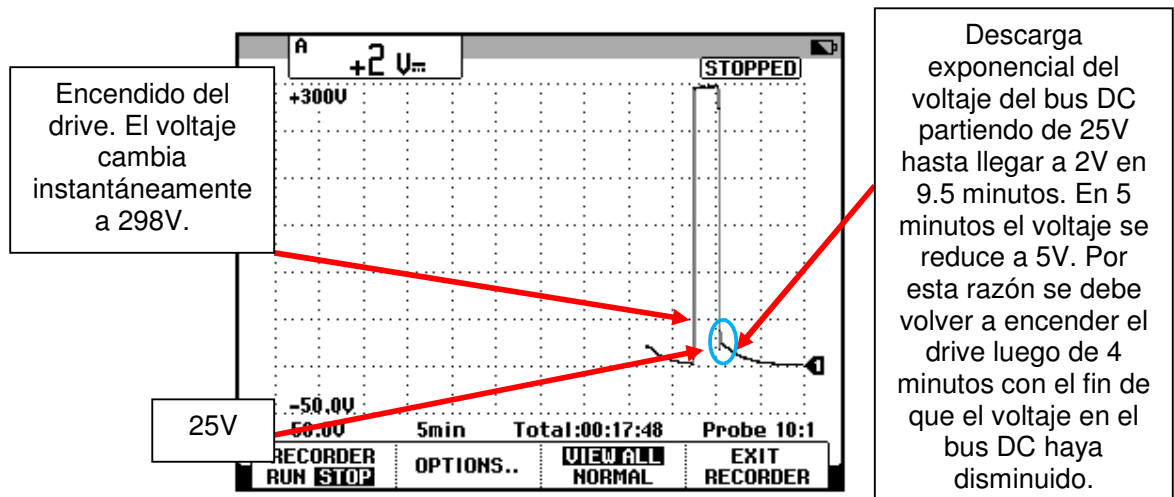 Encendido del
drive. El voltaje
cambia
instantáneamente
a 298V.
25V
A
+2 V
STOPPED
+300V
-50.0V
50.0V 5min Total:00:17:48 Probe 10:1
RECORDER
RUN STOP
OPTIONS..
VIEW ALL
NORMAL
EXIT
RECORDER
1
Descarga
exponencial del
voltaje del bus DC
partiendo de 25V
hasta llegar a 2V en
9.5 minutos. En 5
minutos el voltaje se
reduce a 5V. Por
esta razón se debe
volver a encender el
drive luego de 4
minutos con el fin de
que el voltaje en el
bus DC haya
disminuido.